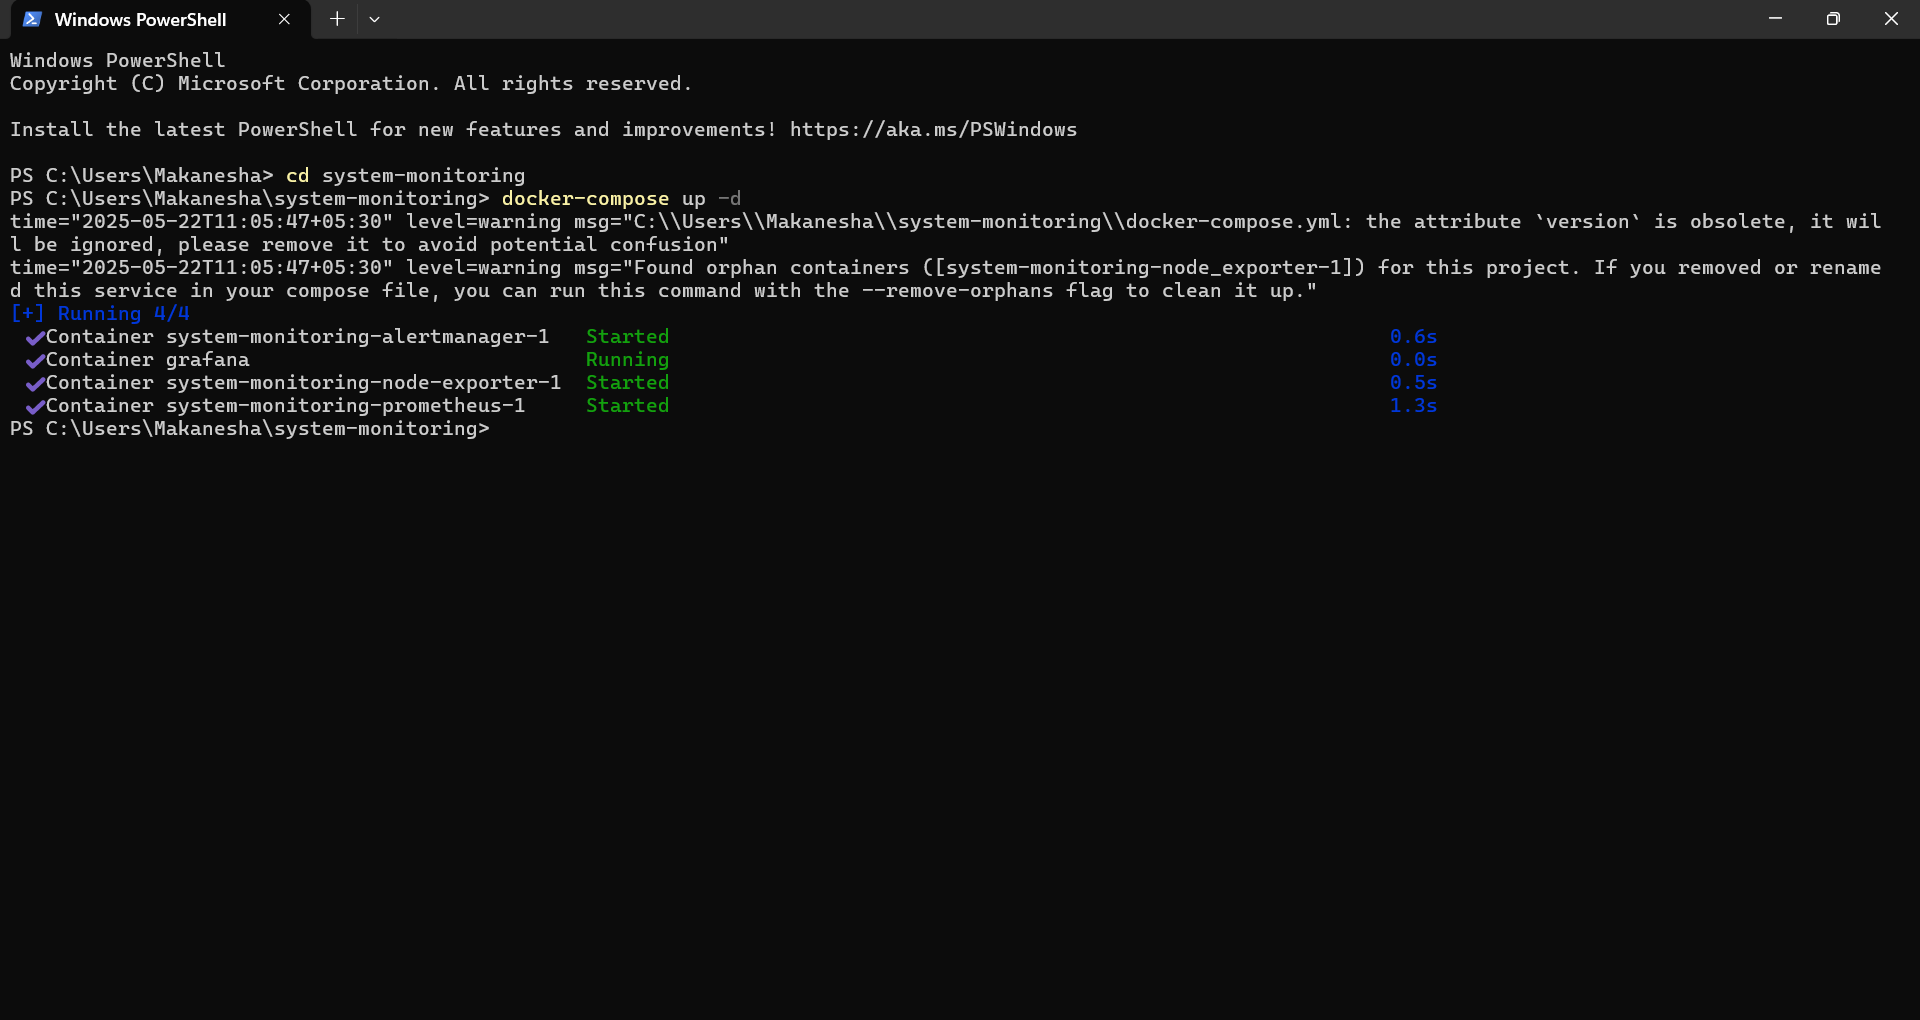 Windows PowerShell
Windows PowerShell
Copyright (C) Microsoft Corporation. All rights reserved.
Install the latest PowerShell for new features and improvements! https://aka.ms/PSWindows
PS C:\Users\Makanesha> cd system-monitoring
PS C:\Users\Makanesha\system-monitoring> docker-compose up -d
time="2025-05-22T11:05:47+05:30" level=warning msg="C:\\Users\\Makanesha\\system-monitoring\\docker-compose.yml: the attribute `version` is obsolete, it wil
l be ignored, please remove it to avoid potential confusion"
time="2025-05-22T11:05:47+05:30" level=warning msg="Found orphan containers ([system-monitoring-node_exporter-1]) for this project. If you removed or rename
d this service in your compose file, you can run this command with the --remove-orphans flag to clean it up."
[+] Running 4/4
✔Container system-monitoring-alertmanager-1 Started 0.6s
✔Container grafana Running 0.0s
✔Container system-monitoring-node-exporter-1 Started 0.5s
✔Container system-monitoring-prometheus-1 Started 1.3s
PS C:\Users\Makanesha\system-monitoring>